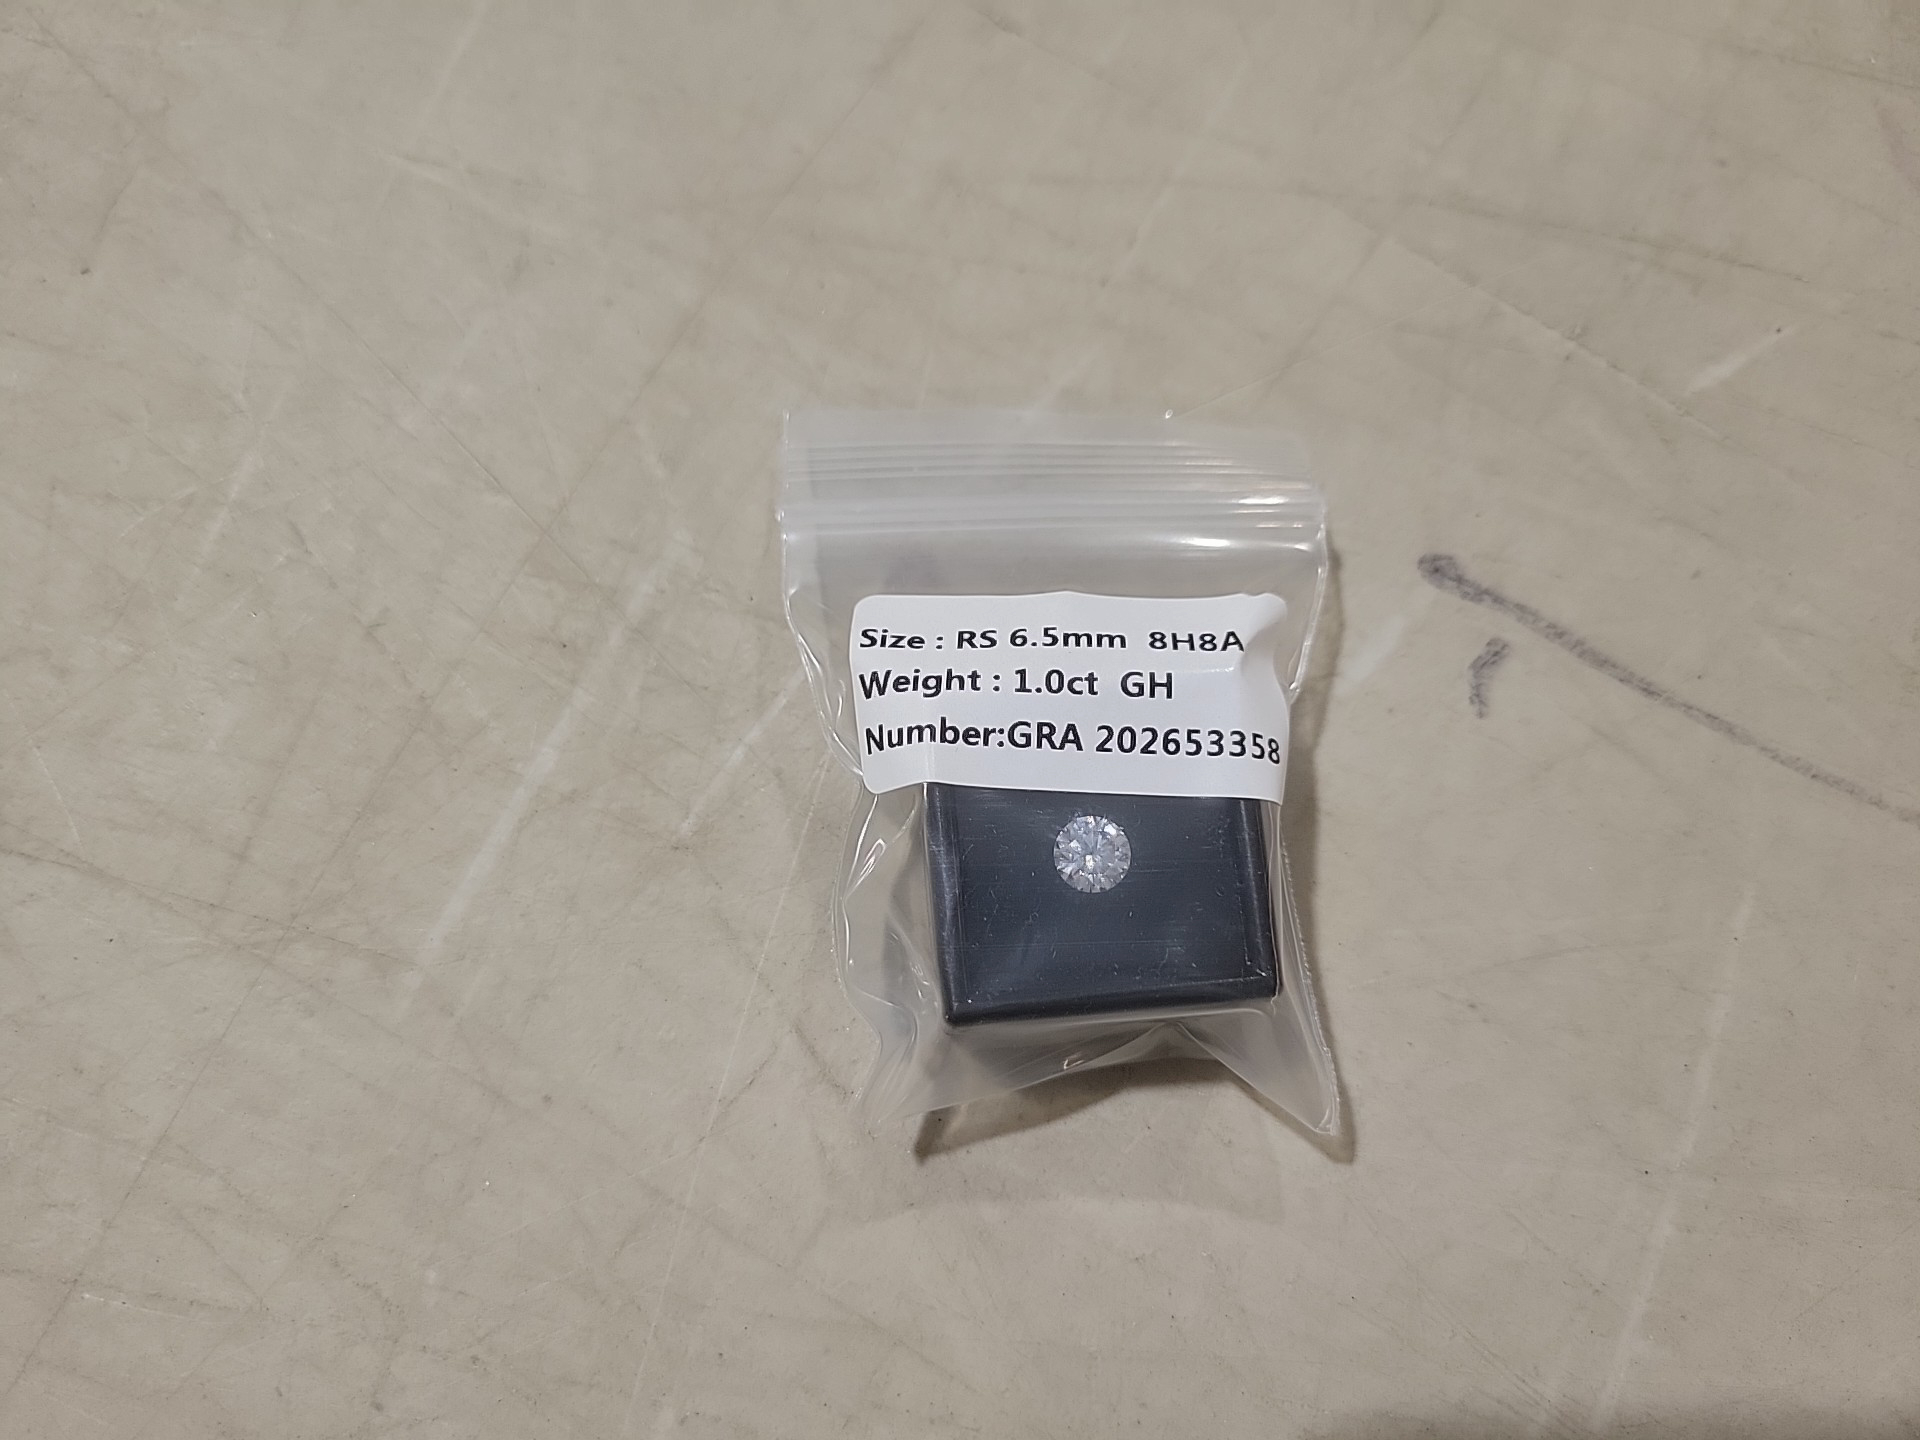 Size : RS 6.5mm 8H8A
Weight : 1.0ct GH
Number:GRA 202653358